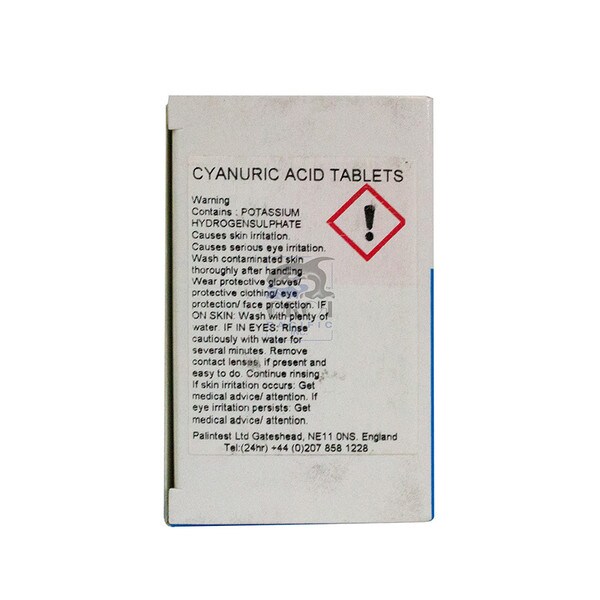 CYANURIC ACID TABLETS
Warning
Contains : POTASSIUM
HYDROGENSULPHATE
Causes skin irritation.
Causes serious eye irritation.
Wash contaminated skin
thoroughly after handling
Wear protective gloves/
protective clothing/ eye
protection/ face protection. IF
ON SKIN: Wash with plenty of
water. IF IN EYES: Rinse
cautiously with water for
several minutes. Remove
contact lenses, if present and
easy to do. Continue rinsing
If skin irritation occurs: Get
medical advice/ attention. If
eye irritation persists: Get
medical advice/ attention.
Palintest Ltd Gateshead, NE11 0NS. England
Tel:(24hr) +44 (0)207 858 1228